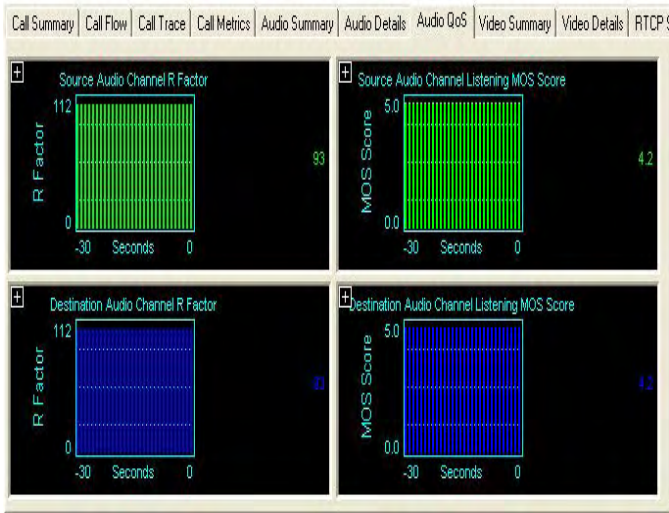 Call Summary Call Flow Call Trace Call Metrics Audio Summary Audio Details Audio QoS Video Summary Video Details RTCP S
Source Audio Channel R Factor
112
R Factor
0
-30 Seconds 0
93
Source Audio Channel Listening MOS Score
5.0
MOS Score
0.0
-30 Seconds 0
4.2
Destination Audio Channel R Factor
112
R Factor
0
-30 Seconds 0
93
Destination Audio Channel Listening MOS Score
5.0
MOS Score
0.0
-30 Seconds 0
4.2